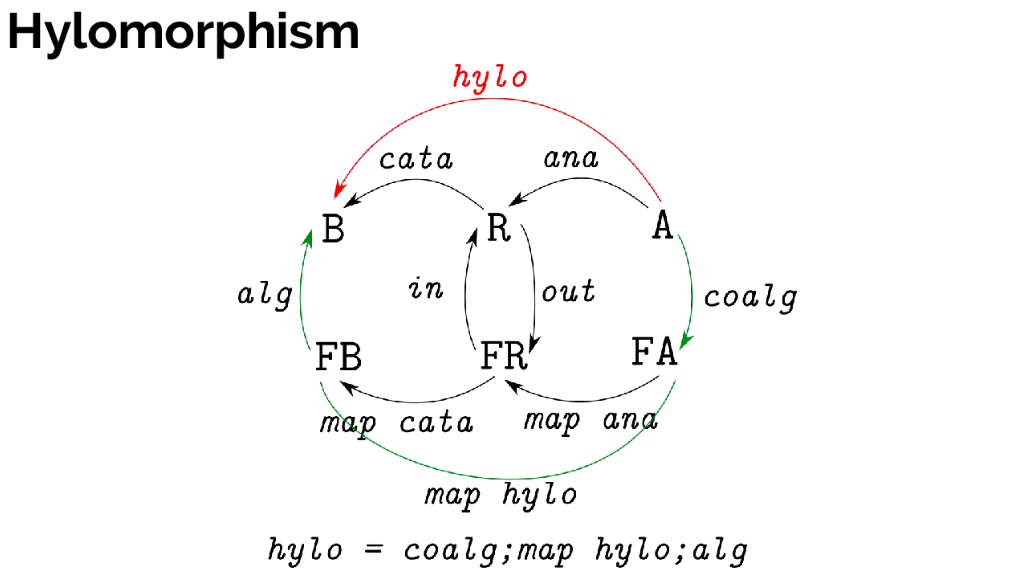 Hylomorphism
hylo
cata
ana
B
R
A
alg
in
out
coalg
FB
FR
FA
map cata
map ana
map hylo
hylo = coalg;map hylo;alg